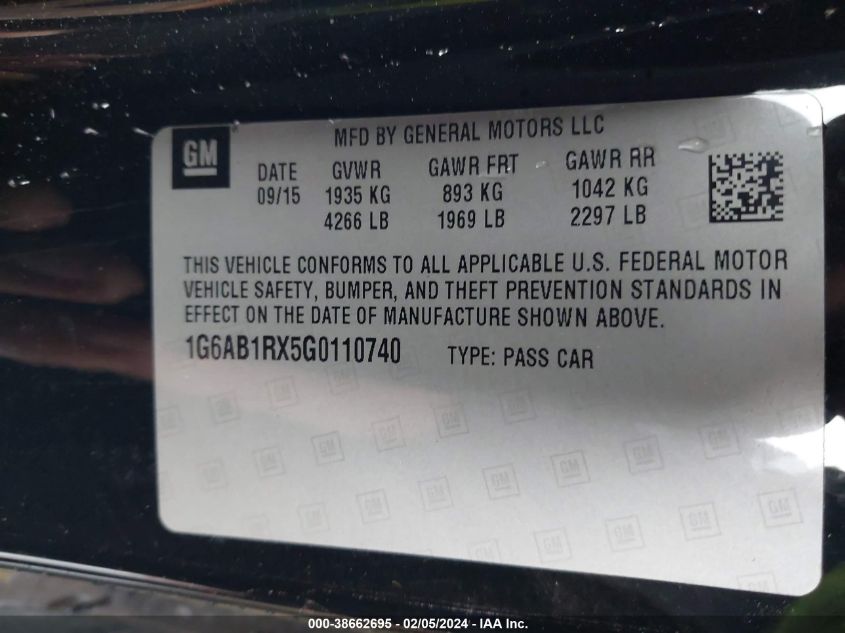 GM
MFD BY GENERAL MOTORS LLC
DATE GVWR GAWR FRT GAWR RR
09/15 1935 KG 893 KG 1042 KG
4266 LB 1969 LB 2297 LB
THIS VEHICLE CONFORMS TO ALL APPLICABLE U.S. FEDERAL MOTOR
VEHICLE SAFETY, BUMPER, AND THEFT PREVENTION STANDARDS IN
EFFECT ON THE DATE OF MANUFACTURE SHOWN ABOVE.
1G6AB1RX5G0110740 TYPE: PASS CAR
000-38662695 - 02/05/2024 - IAA Inc.